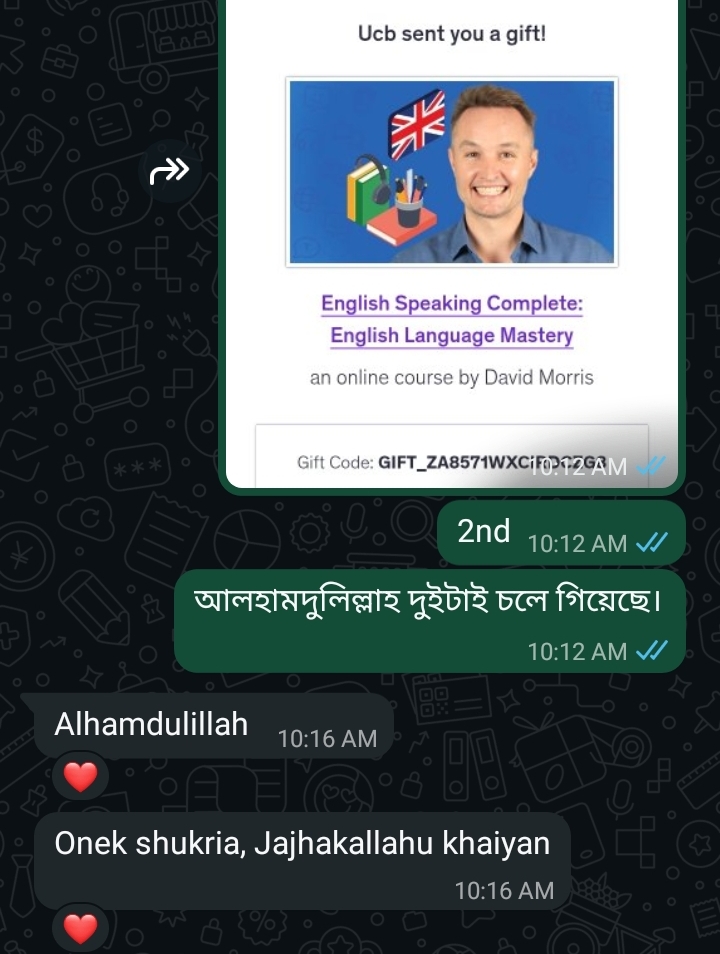 Ucb sent you a gift!
English Speaking Complete:
English Language Mastery
an online course by David Morris
Gift Code:
10:12 AM
2nd 10:12 AM
আলহামদুলিল্লাহ দুইটাই চলে গিয়েছে।
10:12 AM
Alhamdulillah 10:16 AM
Onek shukria, Jajhakallahu khaiyan
10:16 AM